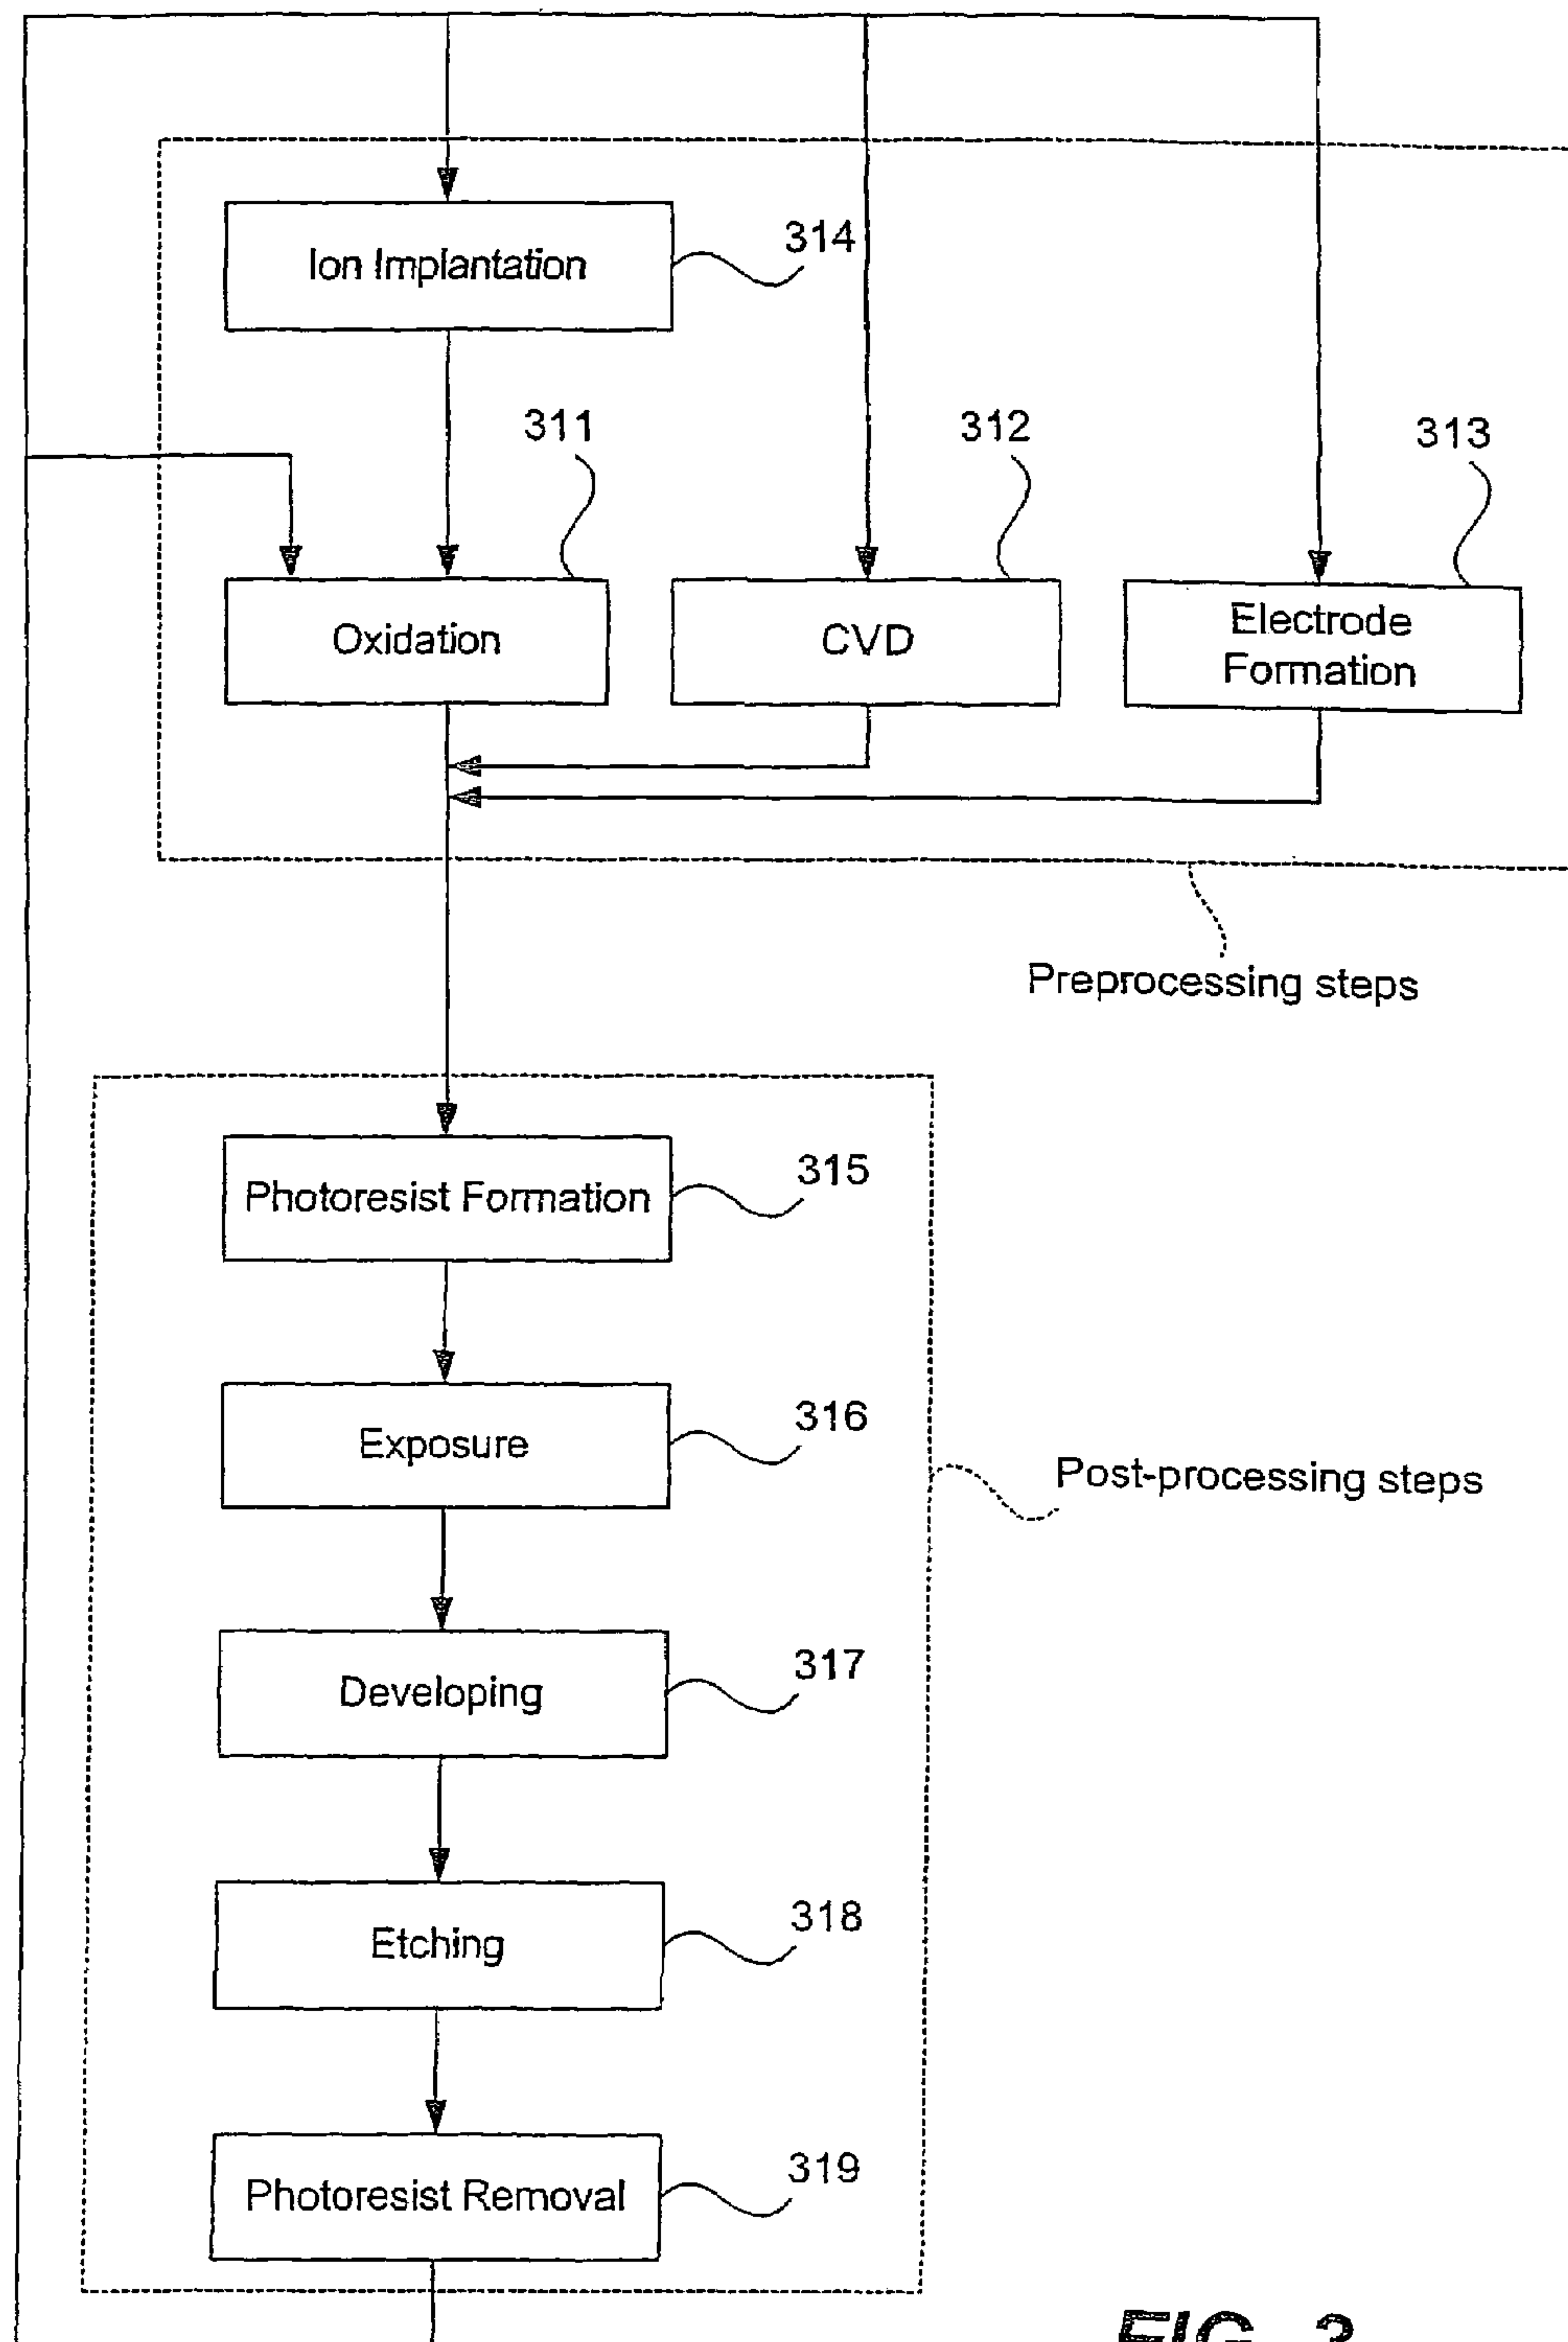 Ion Implantation
314
311
312
313
Oxidation
CVD
Electrode
Formation
Preprocessing steps
Photoresist Formation
315
Exposure
316
Post-processing steps
Developing
317
Etching
318
Photoresist Removal
319